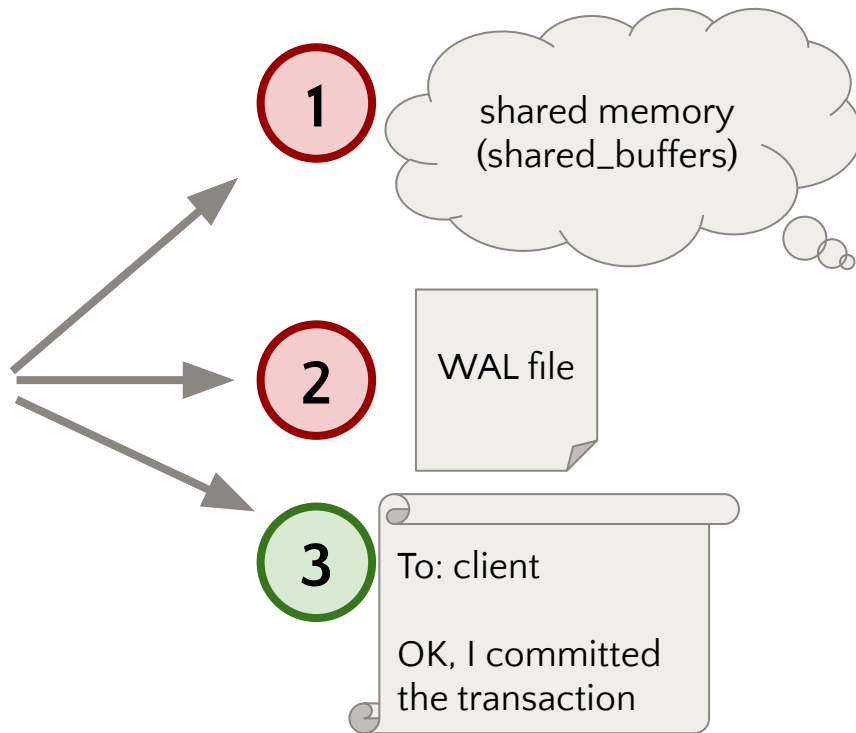 1
shared memory
(shared_buffers)
2
WAL file
3
To: client
OK, I committed
the transaction